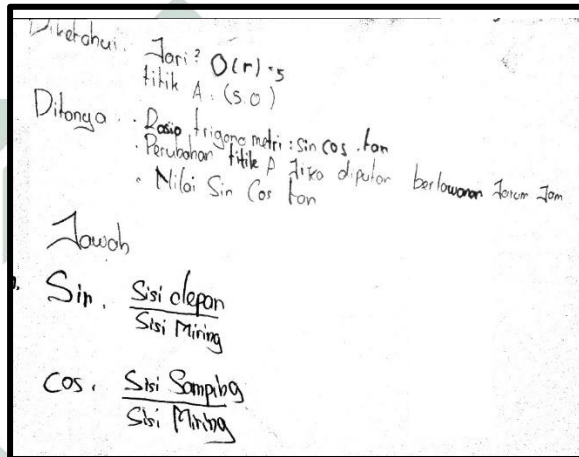 Diketahui. Jari² O(r) = 5
titik A. (5.0)
Ditanya. . Rasio trigonometri : sin cos. tan
. Perubahan titik A Jika diputar berlawanan Jarum Jam
. Nilai Sin Cos tan
Jawab
Sin. Sisi depan
Sisi Miring
Cos. Sisi Samping
Sisi Miring